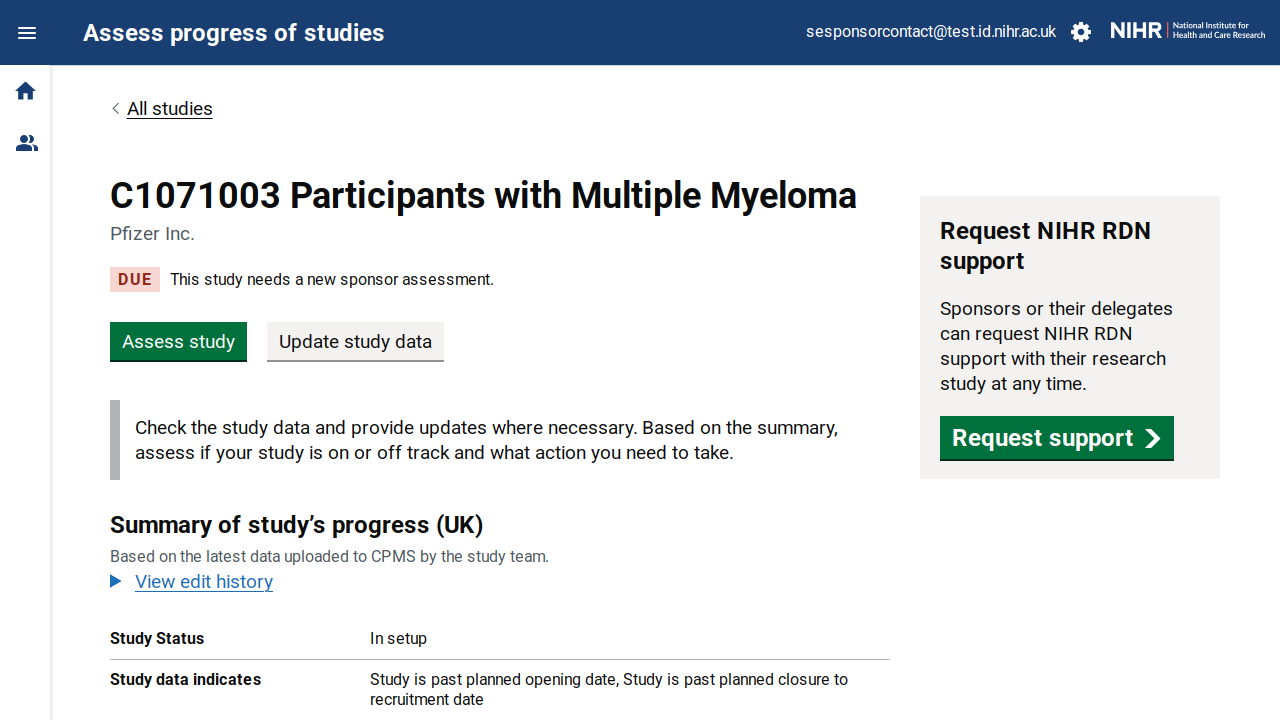 Assess progress of studies
sesponsorcontact@test.id.nihr.ac.uk
NIHR
National Institute for
Health and Care Research
All studies
C1071003 Participants with Multiple Myeloma
Pfizer Inc.
DUE This study needs a new sponsor assessment.
Assess study
Update study data
Check the study data and provide updates where necessary. Based on the summary,
assess if your study is on or off track and what action you need to take.
Summary of study’s progress (UK)
Based on the latest data uploaded to CPMS by the study team.
View edit history
Study Status In setup
Study data indicates Study is past planned opening date, Study is past planned closure to
recruitment date
Request NIHR RDN
support
Sponsors or their delegates
can request NIHR RDN
support with their research
study at any time.
Request support